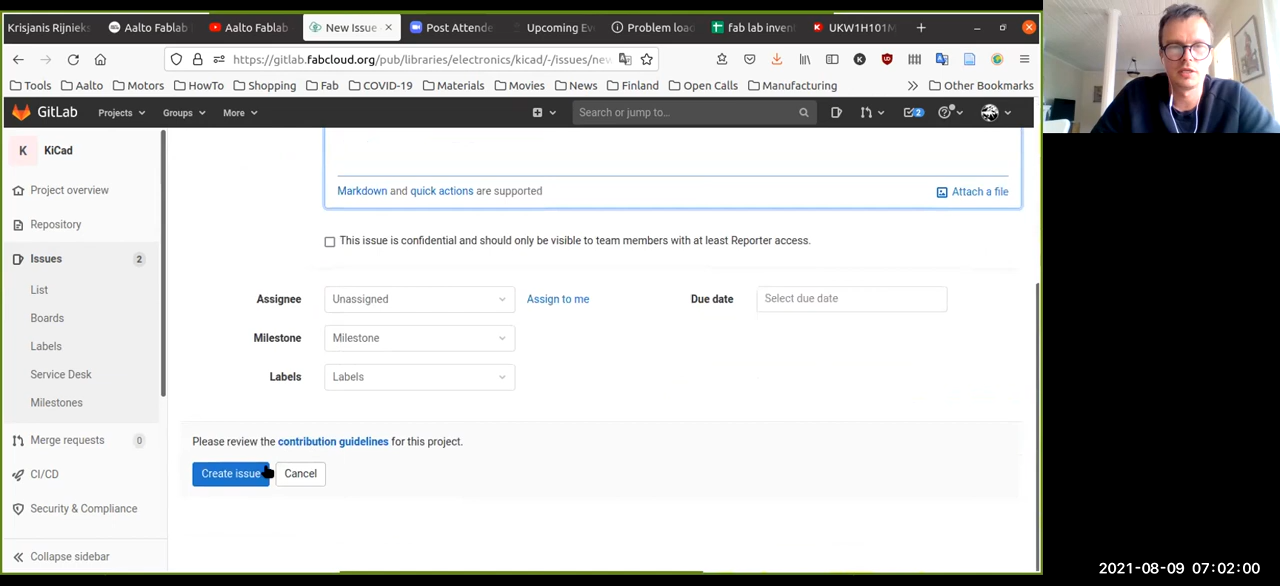 Krisjanis Rijnieks
Aalto Fablab
Aalto Fablab
New Issue
Post Attende
Upcoming Ev
Problem load
fab lab inven
UKW1H101M
https://gitlab.fabcloud.org/pub/libraries/electronics/kicad/-/issues/new
Tools
Aalto
Motors
HowTo
Shopping
Fab
COVID-19
Materials
Movies
News
Finland
Open Calls
Manufacturing
Other Bookmarks
GitLab
Projects
Groups
More
Search or jump to...
2
K KiCad
Project overview
Repository
Issues 2
List
Boards
Labels
Service Desk
Milestones
Merge requests 0
CI/CD
Security & Compliance
Collapse sidebar
Markdown and quick actions are supported
Attach a file
This issue is confidential and should only be visible to team members with at least Reporter access.
Assignee Unassigned Assign to me
Due date Select due date
Milestone Milestone
Labels Labels
Please review the contribution guidelines for this project.
Create issue Cancel
2021-08-09 07:02:00